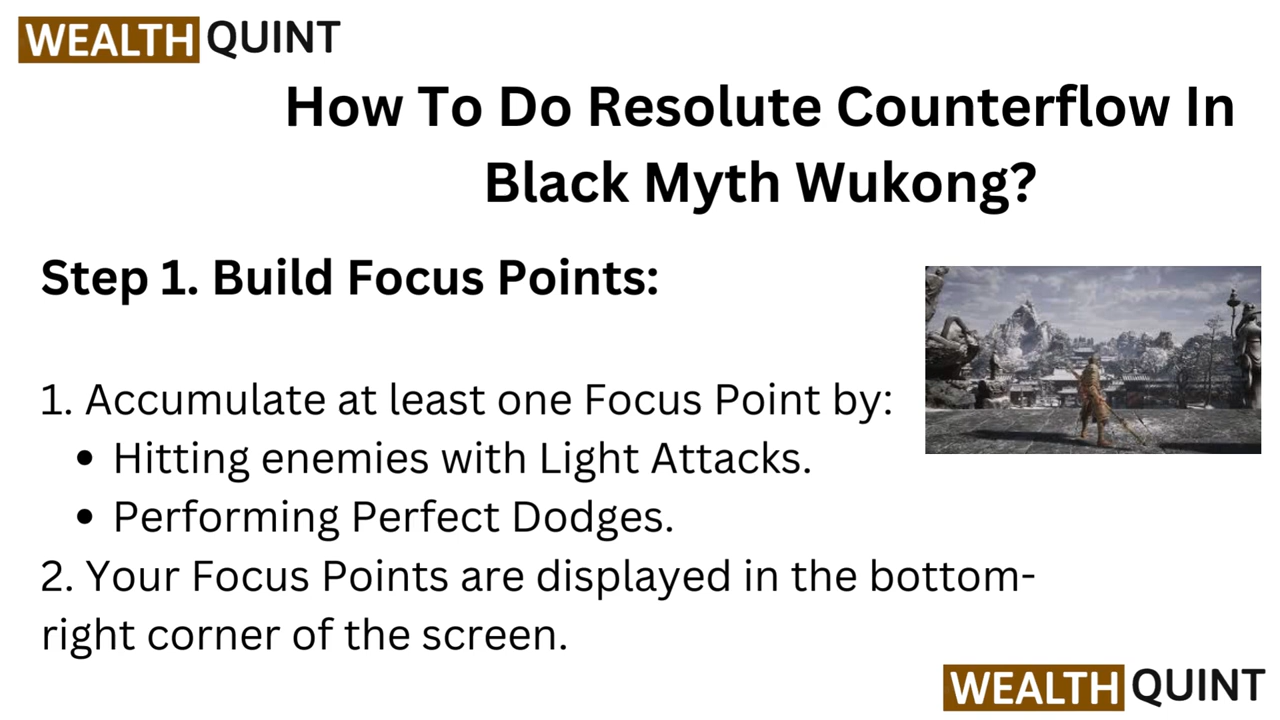 WEALTH QUINT
How To Do Resolute Counterflow In
Black Myth Wukong?
Step 1. Build Focus Points:
1. Accumulate at least one Focus Point by:
• Hitting enemies with Light Attacks.
• Performing Perfect Dodges.
2. Your Focus Points are displayed in the bottom-
right corner of the screen.
WEALTH QUINT